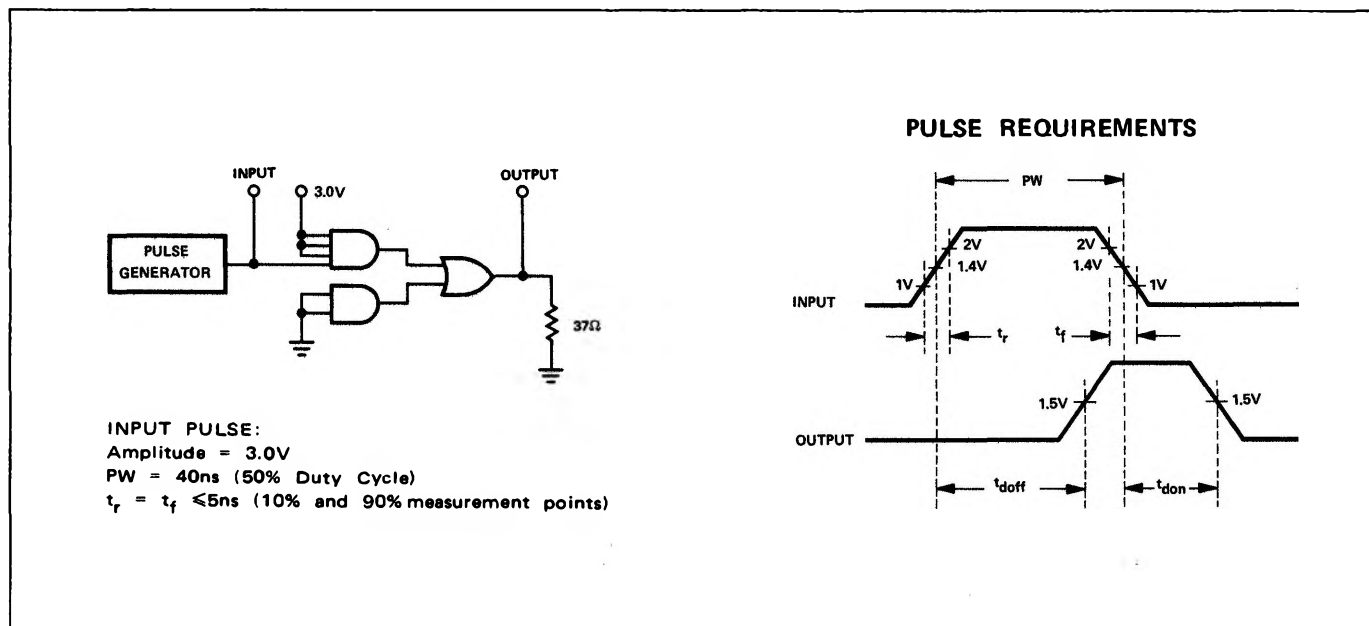 INPUT
3.0V
OUTPUT
PULSE
GENERATOR
37Ω
INPUT PULSE:
Amplitude = 3.0V
PW = 40ns (50% Duty Cycle)
tr = tf ≤5ns (10% and 90% measurement points)
PULSE REQUIREMENTS
PW
2V
2V
1.4V
1.4V
1V
1V
INPUT
tr
tf
1.5V
1.5V
OUTPUT
tdoff
tdon